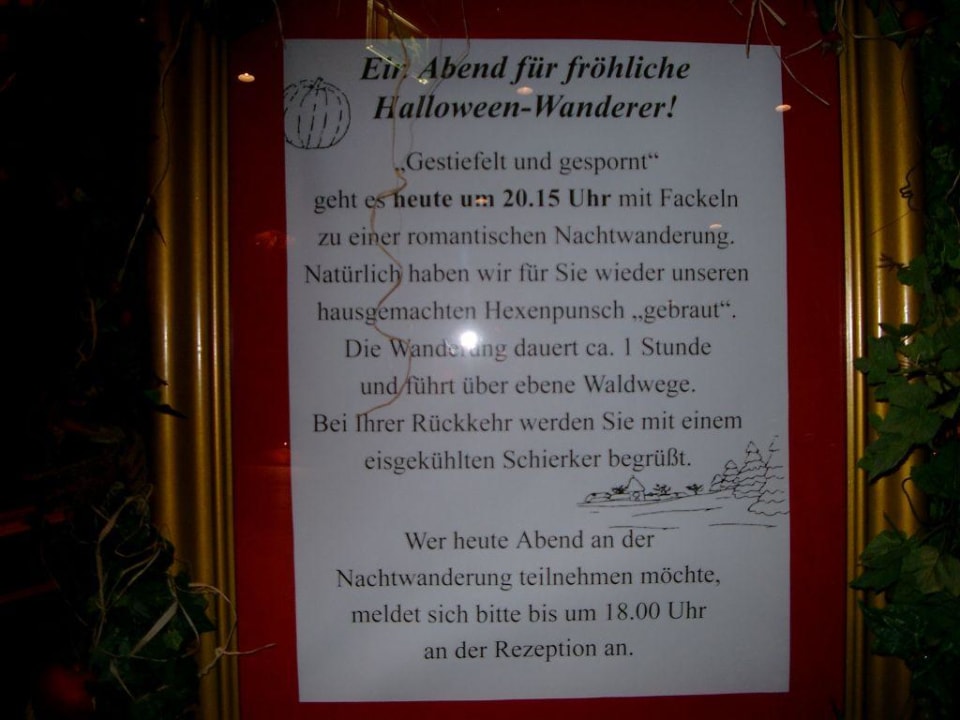 Ein Abend für fröhliche
Halloween-Wanderer!
„Gestiefelt und gespornt“
geht es heute um 20.15 Uhr mit Fackeln
zu einer romantischen Nachtwanderung.
Natürlich haben wir für Sie wieder unseren
hausgemachten Hexenpunsch „gebraut“.
Die Wanderung dauert ca. 1 Stunde
und führt über ebene Waldwege.
Bei Ihrer Rückkehr werden Sie mit einem
eisgekühlten Schierker begrüßt.
Wer heute Abend an der
Nachtwanderung teilnehmen möchte,
meldet sich bitte bis um 18.00 Uhr
an der Rezeption an.